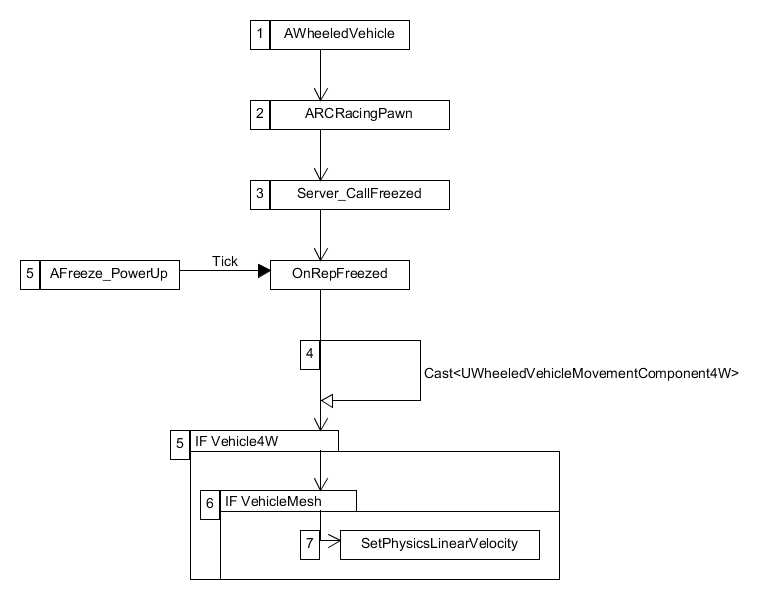 1 AWheeledVehicle
2 ARCRacingPawn
3 Server_CallFreezed
5 AFreeze_PowerUp Tick OnRepFreezed
4 Cast<UWheeledVehicleMovementComponent4W>
5 IF Vehicle4W
6 IF VehicleMesh
7 SetPhysicsLinearVelocity